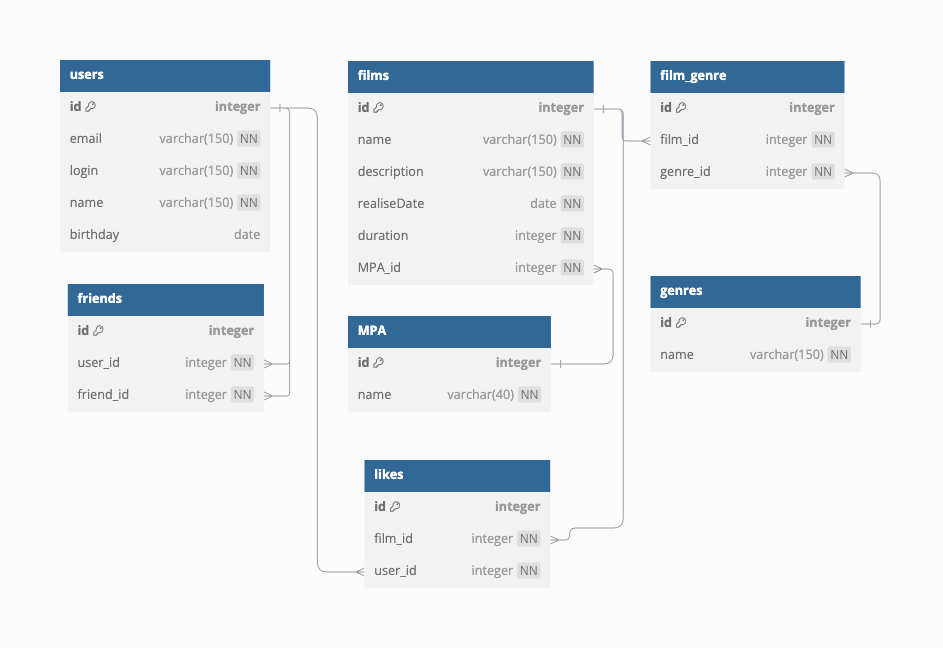 users
id integer
email varchar(150) NN
login varchar(150) NN
name varchar(150) NN
birthday date
friends
id integer
user_id integer NN
friend_id integer NN
films
id integer
name varchar(150) NN
description varchar(150) NN
realiseDate date NN
duration integer NN
MPA_id integer NN
MPA
id integer
name varchar(40) NN
likes
id integer
film_id integer NN
user_id integer NN
film_genre
id integer
film_id integer NN
genre_id integer NN
genres
id integer
name varchar(150) NN